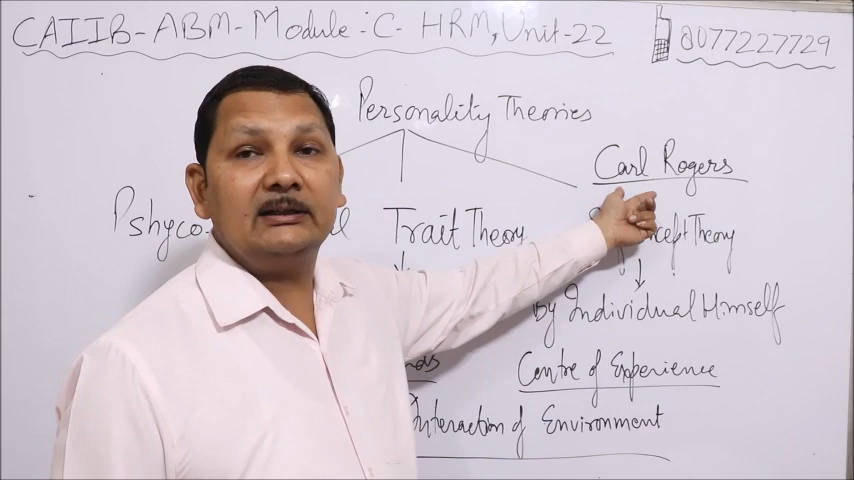 CAIIB-ABM-Module:C- HRM, Unit-22
8077227729
Personality Theories
Carl Rogers
Trait Theory
Theory
by Individual Himself
Centre of Experience
Interaction of Environment